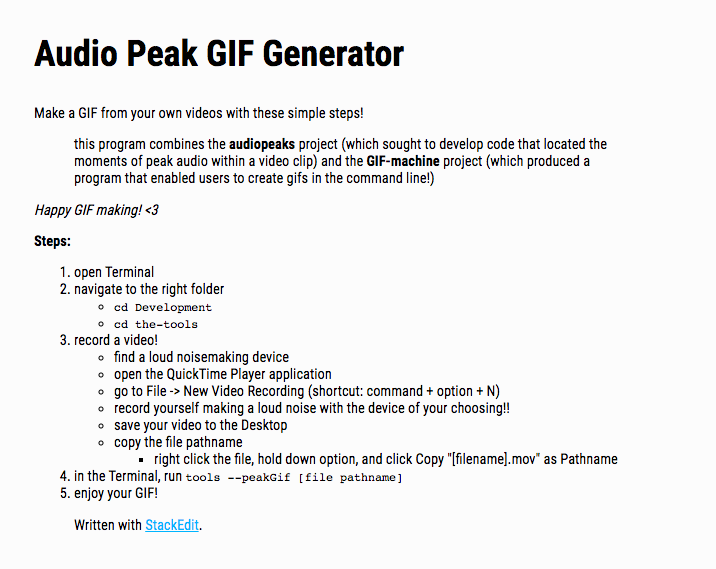 Audio Peak GIF Generator
Make a GIF from your own videos with these simple steps!
this program combines the audiopeaks project (which sought to develop code that located the
moments of peak audio within a video clip) and the GIF-machine project (which produced a
program that enabled users to create gifs in the command line!)
Happy GIF making! <3
Steps:
1. open Terminal
2. navigate to the right folder
◦ cd Development
◦ cd the-tools
3. record a video!
◦ find a loud noisemaking device
◦ open the QuickTime Player application
◦ go to File -> New Video Recording (shortcut: command + option + N)
◦ record yourself making a loud noise with the device of your choosing!!
◦ save your video to the Desktop
◦ copy the file pathname
▪ right click the file, hold down option, and click Copy "[filename].mov" as Pathname
4. in the Terminal, run tools --peakGif [file pathname]
5. enjoy your GIF!
Written with StackEdit.